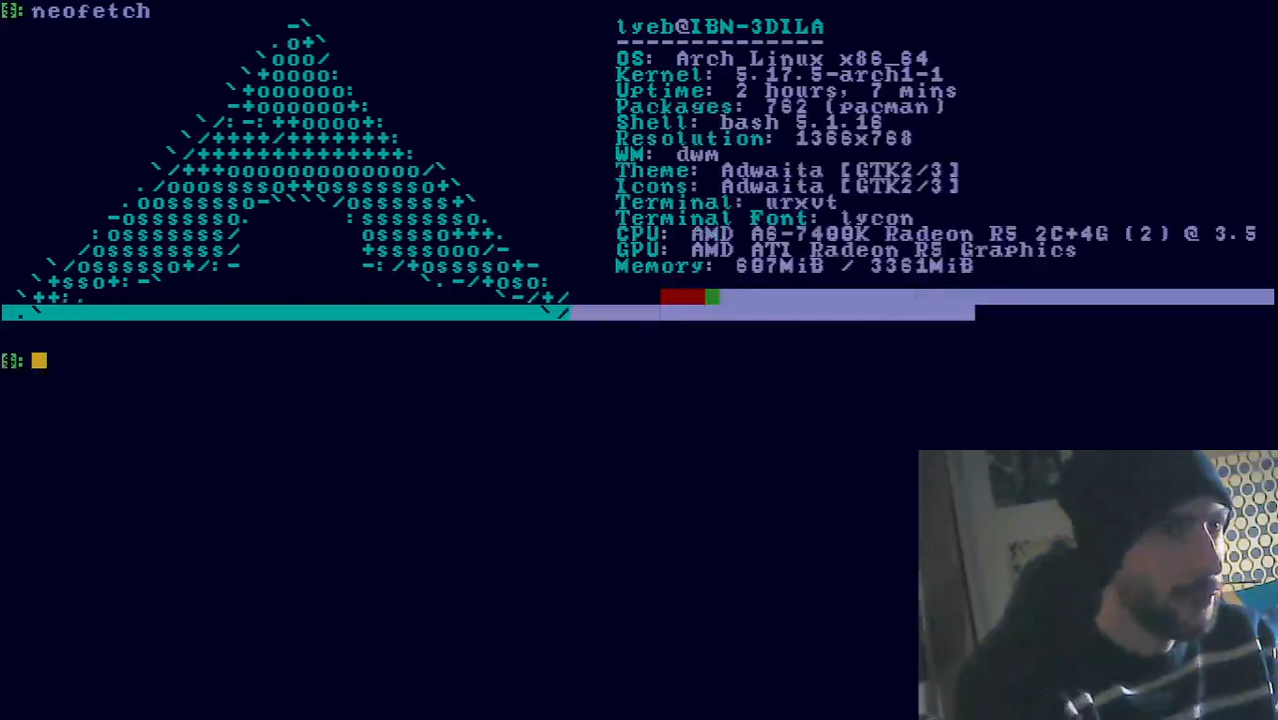 neofetch
lyeb@IBN-3DILA
--------------
OS: Arch Linux x86_64
Kernel: 5.17.5-arch1-1
Uptime: 2 hours, 7 mins
Packages: 762 (pacman)
Shell: bash 5.1.16
Resolution: 1366x768
WM: dwm
Theme: Adwaita [GTK2/3]
Icons: Adwaita [GTK2/3]
Terminal: urxvt
Terminal Font: lycon
CPU: AMD A6-7400K Radeon R5 2C+4G (2) @ 3.5
GPU: AMD ATI Radeon R5 Graphics
Memory: 607MiB / 3361MiB